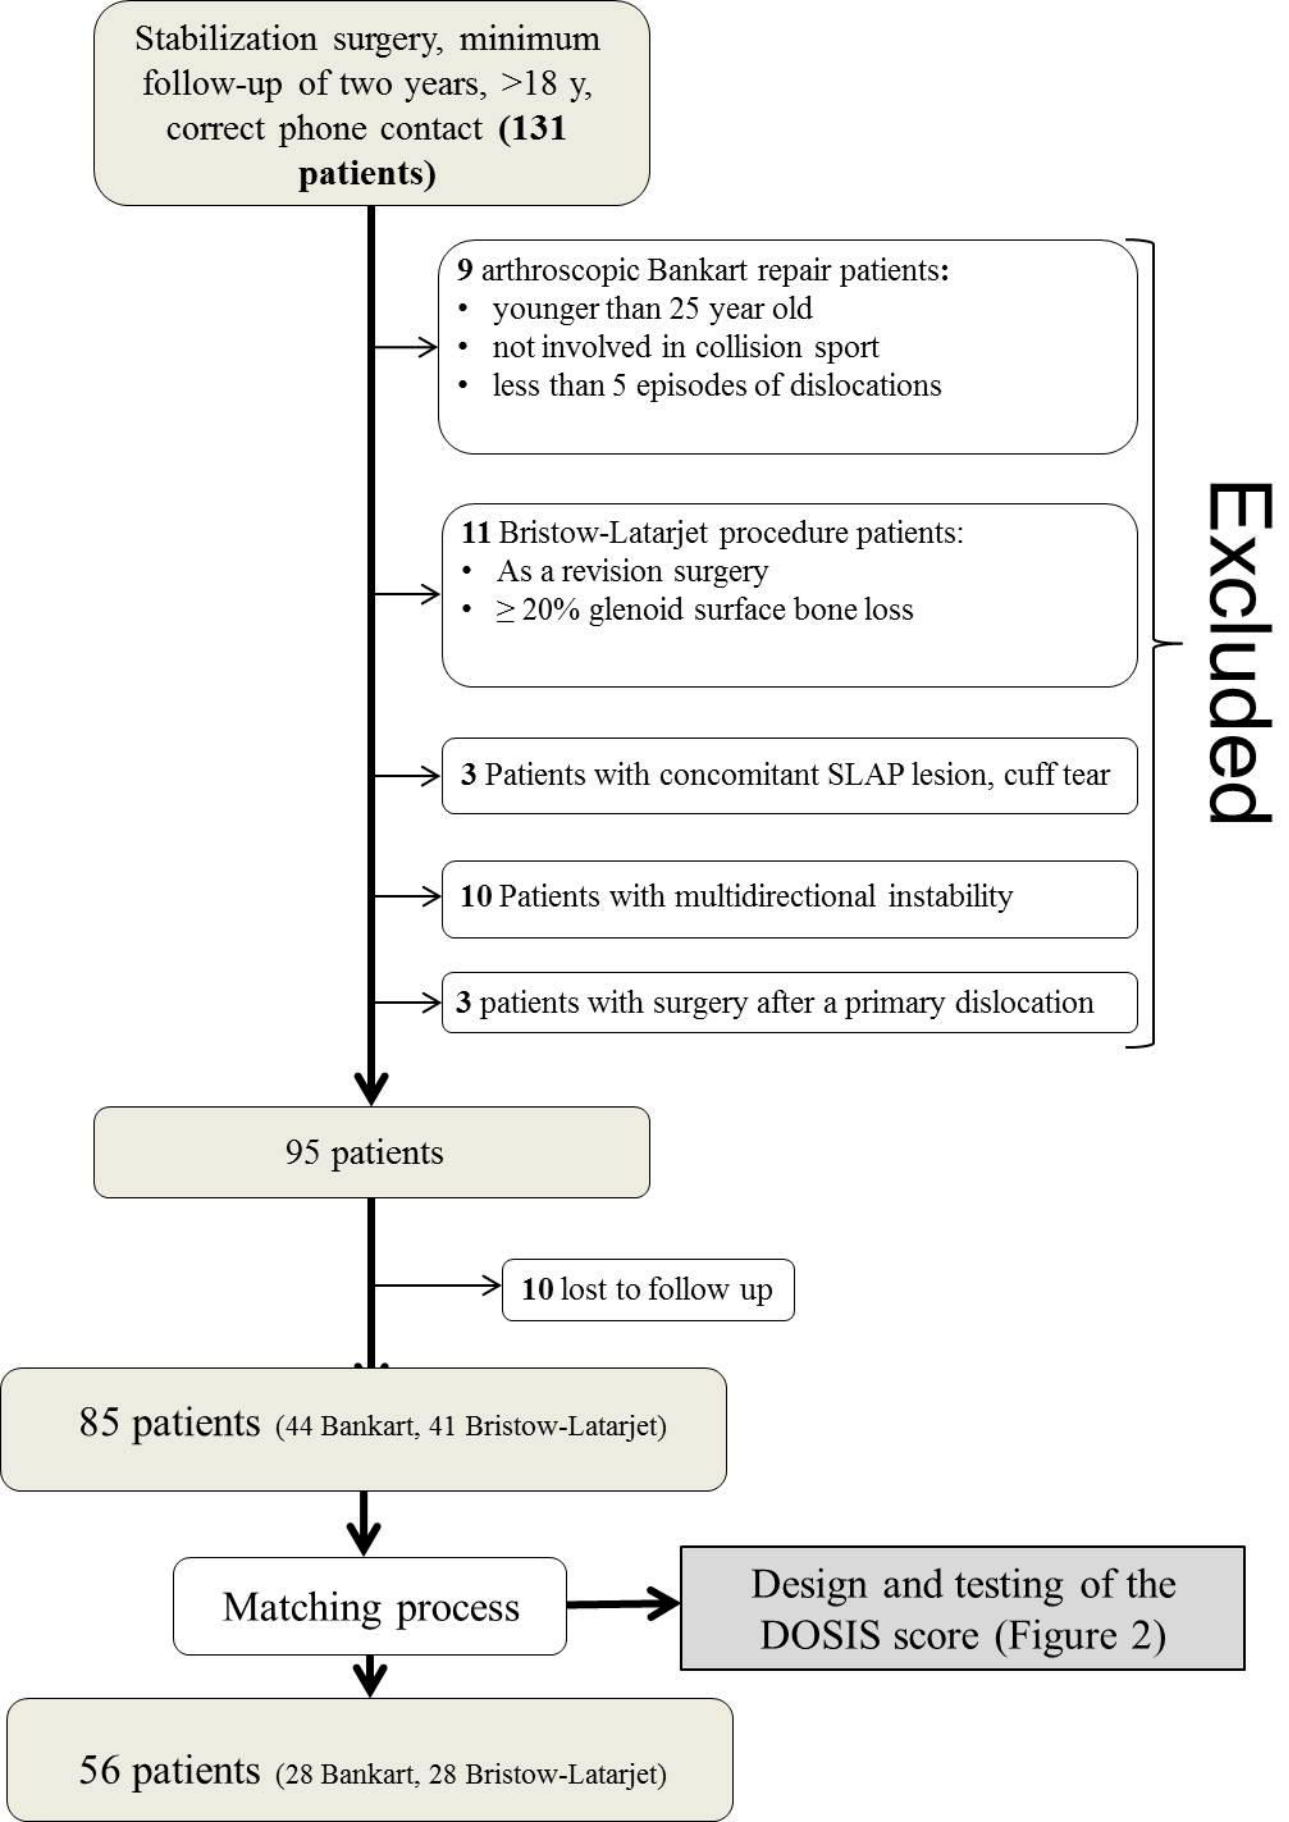 Stabilization surgery, minimum
follow-up of two years, >18 y,
correct phone contact (131
patients)
9 arthroscopic Bankart repair patients:
• younger than 25 year old
• not involved in collision sport
• less than 5 episodes of dislocations
11 Bristow-Latarjet procedure patients:
• As a revision surgery
• ≥ 20% glenoid surface bone loss
3 Patients with concomitant SLAP lesion, cuff tear
10 Patients with multidirectional instability
3 patients with surgery after a primary dislocation
Excluded
95 patients
10 lost to follow up
85 patients (44 Bankart, 41 Bristow-Latarjet)
Matching process
Design and testing of the
DOSIS score (Figure 2)
56 patients (28 Bankart, 28 Bristow-Latarjet)